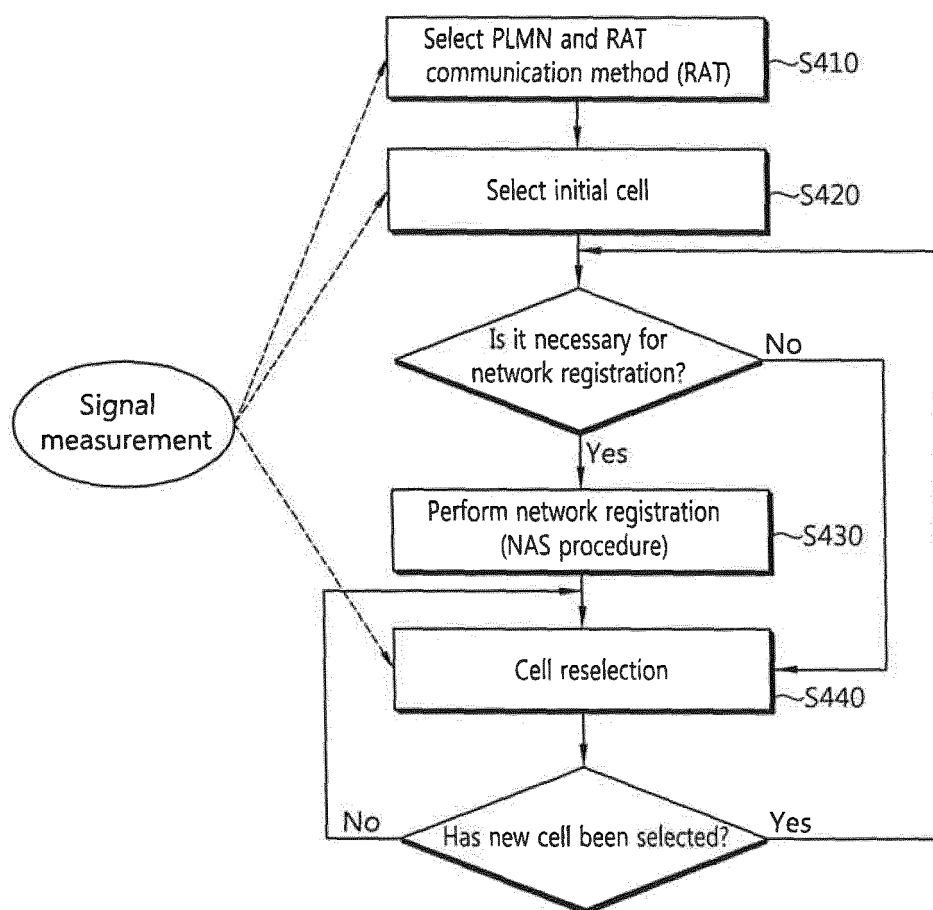 Select PLMN and RAT
communication method (RAT)
S410
Select initial cell
S420
Is it necessary for
network registration?
No
Signal
measurement
Yes
Perform network registration
(NAS procedure)
S430
Cell reselection
S440
No
Has new cell been selected?
Yes